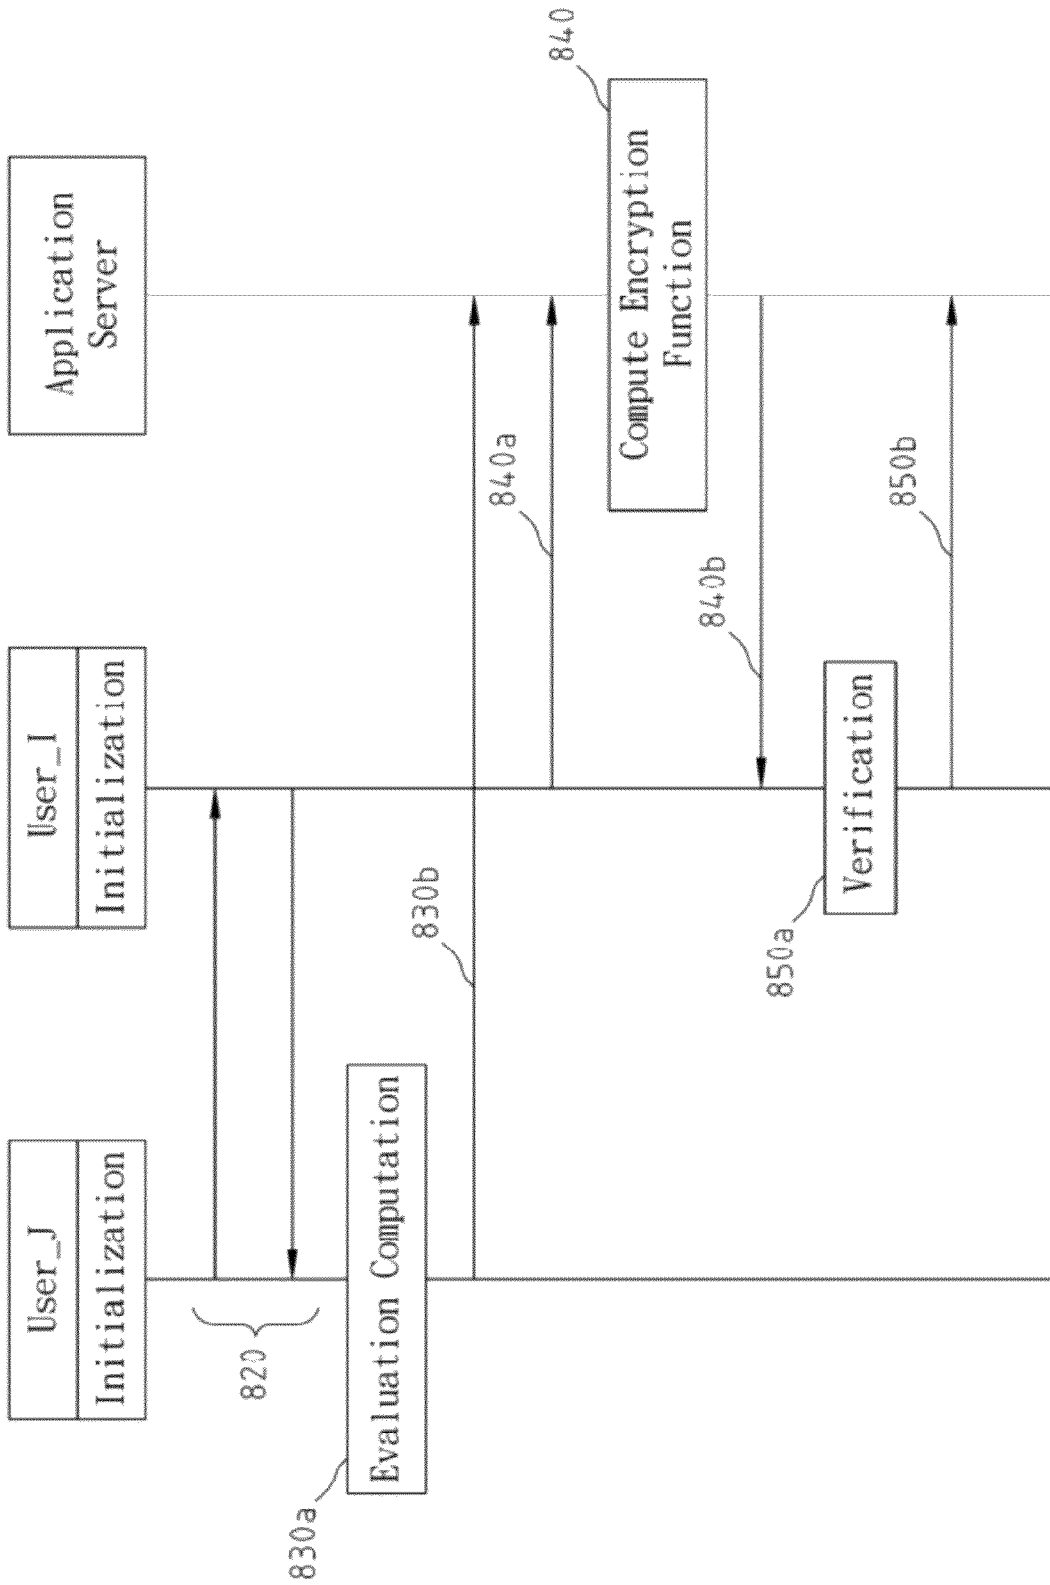 User_J
Initialization
User_I
Initialization
Application
Server
820
830a
Evaluation Computation
830b
840a
840
Compute Encryption
Function
840b
850a
Verification
850b